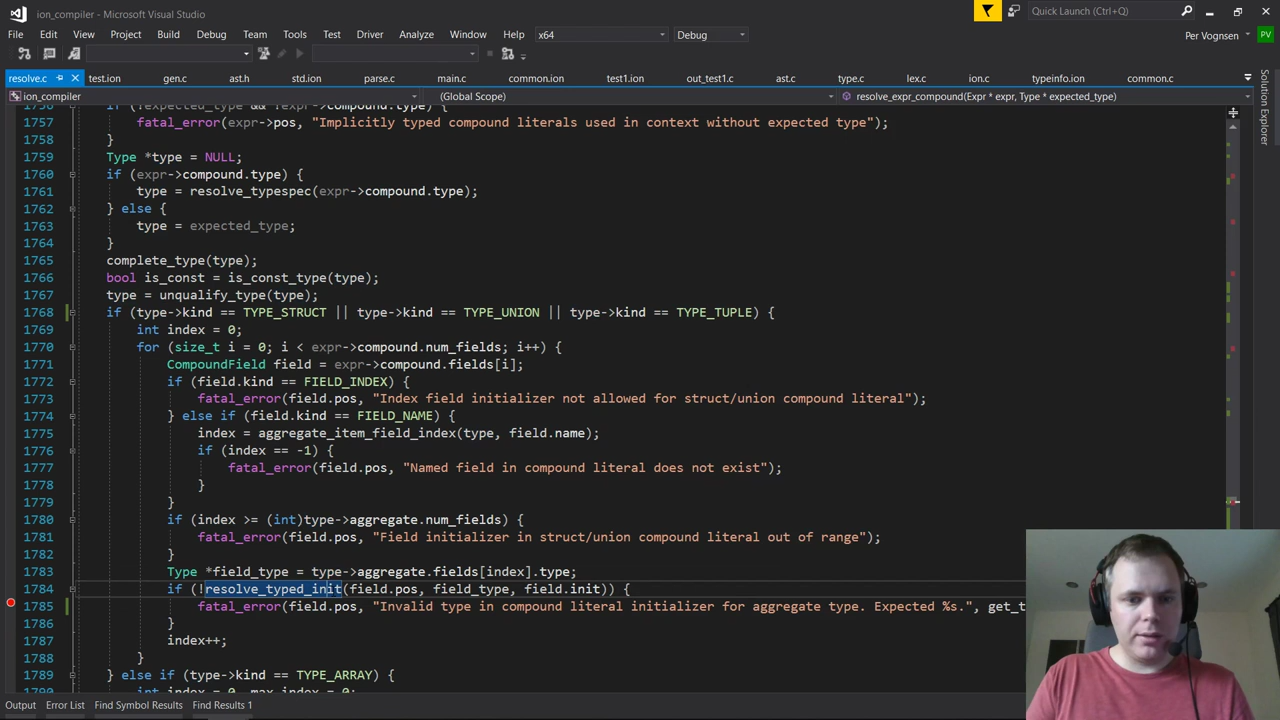 ion_compiler - Microsoft Visual Studio
Quick Launch (Ctrl+Q)
File Edit View Project Build Debug Team Tools Test Driver Analyze Window Help x64 Debug Per Vognsen PV
resolve.c test.ion gen.c ast.h std.ion parse.c main.c common.ion test1.ion out_test1.c ast.c type.c lex.c ion.c typeinfo.ion common.c
ion_compiler (Global Scope) resolve_expr_compound(Expr * expr, Type * expected_type)
Solution Explorer
1757 fatal_error(expr->pos, "Implicitly typed compound literals used in context without expected type");
1758 }
1759 Type *type = NULL;
1760 if (expr->compound.type) {
1761 type = resolve_typespec(expr->compound.type);
1762 } else {
1763 type = expected_type;
1764 }
1765 complete_type(type);
1766 bool is_const = is_const_type(type);
1767 type = unqualify_type(type);
1768 if (type->kind == TYPE_STRUCT || type->kind == TYPE_UNION || type->kind == TYPE_TUPLE) {
1769 int index = 0;
1770 for (size_t i = 0; i < expr->compound.num_fields; i++) {
1771 CompoundField field = expr->compound.fields[i];
1772 if (field.kind == FIELD_INDEX) {
1773 fatal_error(field.pos, "Index field initializer not allowed for struct/union compound literal");
1774 } else if (field.kind == FIELD_NAME) {
1775 index = aggregate_item_field_index(type, field.name);
1776 if (index == -1) {
1777 fatal_error(field.pos, "Named field in compound literal does not exist");
1778 }
1779 }
1780 if (index >= (int)type->aggregate.num_fields) {
1781 fatal_error(field.pos, "Field initializer in struct/union compound literal out of range");
1782 }
1783 Type *field_type = type->aggregate.fields[index].type;
1784 if (!resolve_typed_init(field.pos, field_type, field.init)) {
1785 fatal_error(field.pos, "Invalid type in compound literal initializer for aggregate type. Expected %s.", get_t
1786 }
1787 index++;
1788 }
1789 } else if (type->kind == TYPE_ARRAY) {
1790 int index = 0, max_index = 0;
Output Error List Find Symbol Results Find Results 1